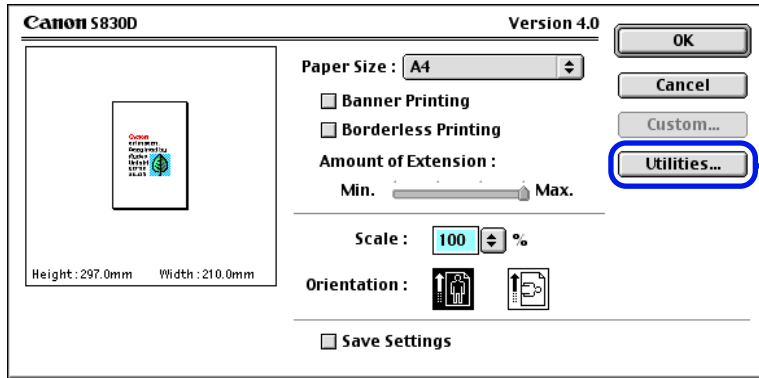 Canon S830D
Version 4.0
Paper Size : A4
Banner Printing
Borderless Printing
Amount of Extension :
Min. Max.
Scale : 100 %
Orientation :
Save Settings
Canon
Height : 297.0mm Width : 210.0mm
OK
Cancel
Custom...
Utilities...